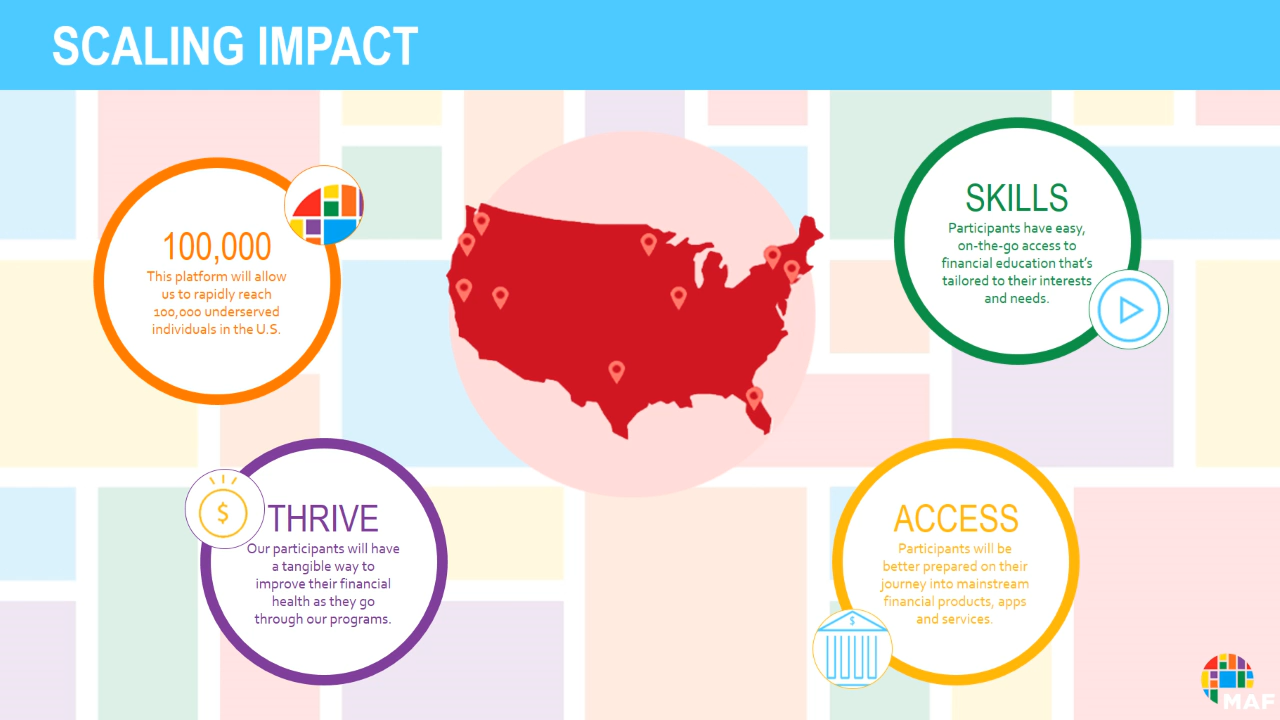 SCALING IMPACT
100,000
This platform will allow
us to rapidly reach
100,000 underserved
individuals in the U.S.
SKILLS
Participants have easy,
on-the-go access to
financial education that's
tailored to their interests
and needs.
$
THRIVE
Our participants will have
a tangible way to
improve their financial
health as they go
through our programs.
ACCESS
Participants will be
better prepared on their
journey into mainstream
financial products, apps
and services.
$
MAF